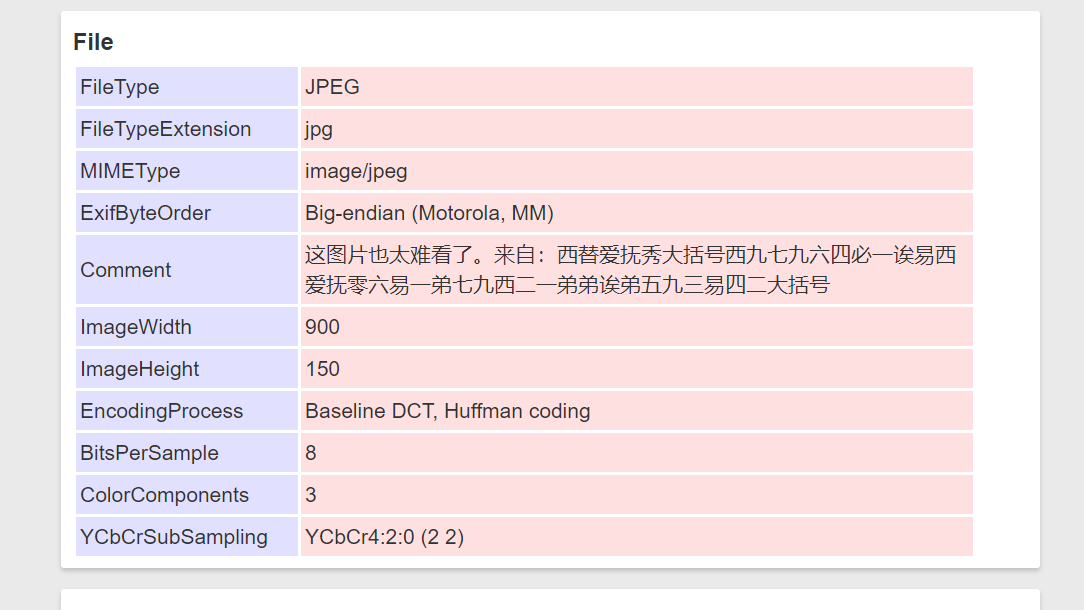 File
FileType JPEG
FileTypeExtension jpg
MIMEType image/jpeg
ExifByteOrder Big-endian (Motorola, MM)
Comment 这图片也太难看了。来自：西替爱抚秀大括号西九七九六四必一诶易西
爱抚零六易一弟七九西二一弟弟诶弟五九三易四二大括号
ImageWidth 900
ImageHeight 150
EncodingProcess Baseline DCT, Huffman coding
BitsPerSample 8
ColorComponents 3
YCbCrSubSampling YCbCr4:2:0 (2 2)